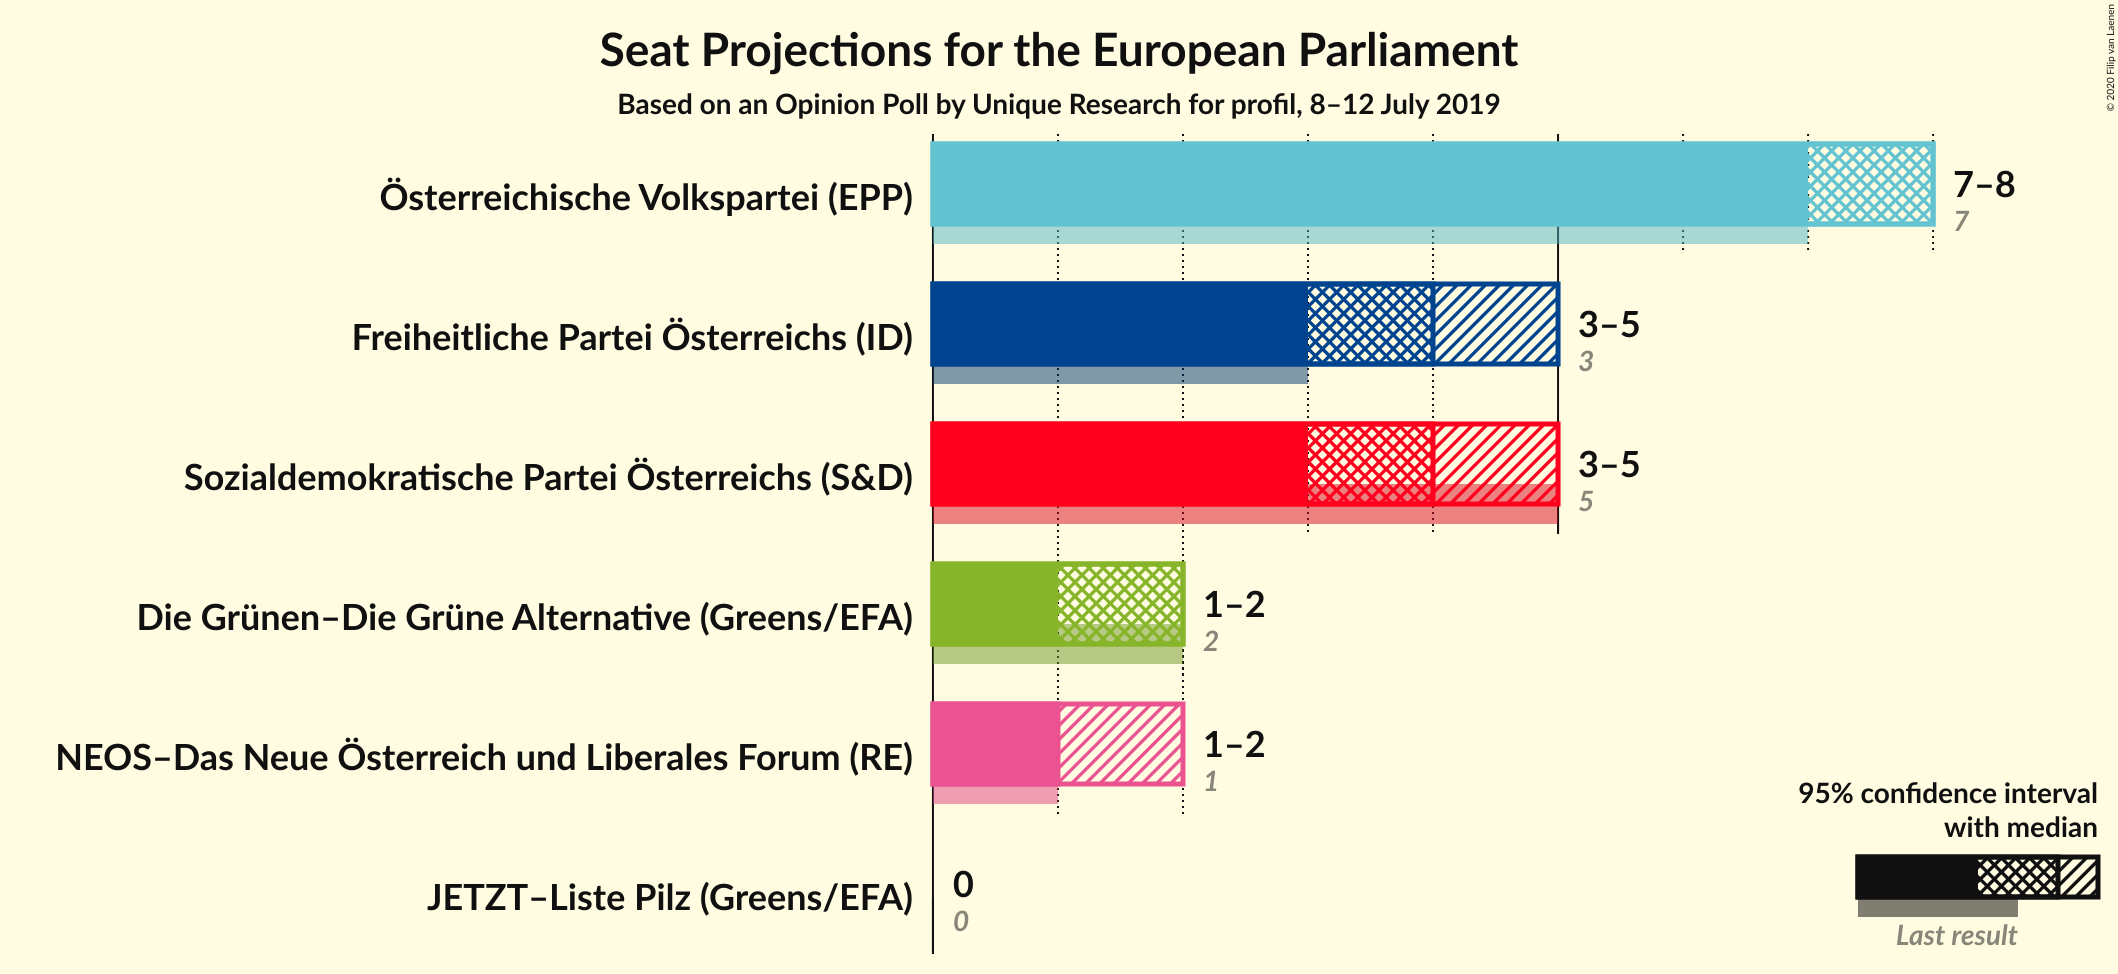 Seat Projections for the European Parliament
Based on an Opinion Poll by Unique Research for profil, 8–12 July 2019
© 2020 Filip van Laenen
Österreichische Volkspartei (EPP)
7–8
7
Freiheitliche Partei Österreichs (ID)
3–5
3
Sozialdemokratische Partei Österreichs (S&D)
3–5
5
Die Grünen–Die Grüne Alternative (Greens/EFA)
1–2
2
NEOS–Das Neue Österreich und Liberales Forum (RE)
1–2
1
JETZT–Liste Pilz (Greens/EFA)
0
0
95% confidence interval
with median
Last result